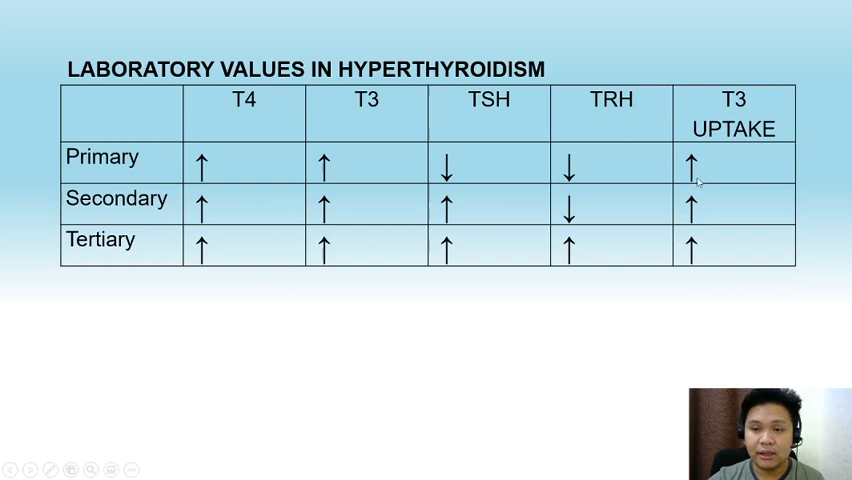 LABORATORY VALUES IN HYPERTHYROIDISM
T4 T3 TSH TRH T3 UPTAKE
Primary ↑ ↑ ↓ ↓ ↑
Secondary ↑ ↑ ↑ ↓ ↑
Tertiary ↑ ↑ ↑ ↑ ↑